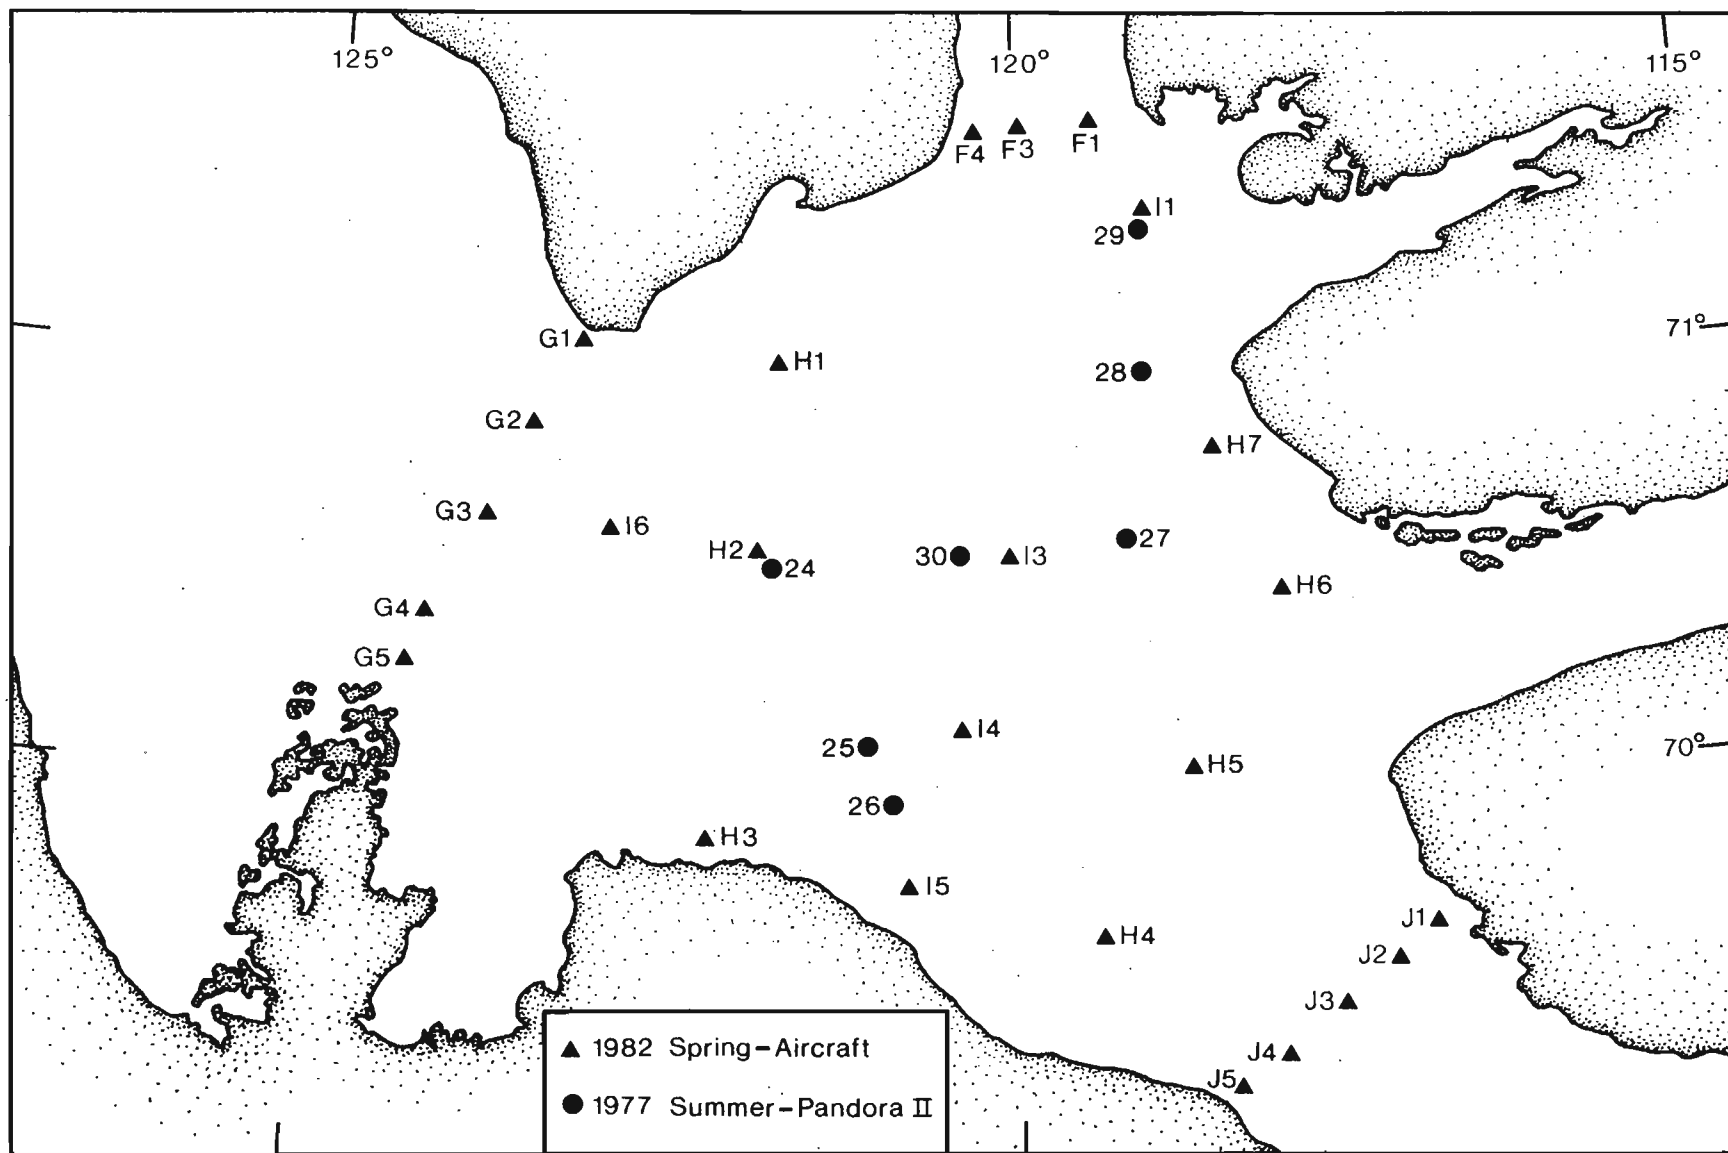 125°
120°
115°
F4
F3
F1
I1
29
71°
G1
H1
28
G2
H7
G3
I6
H2
24
30
I3
27
H6
G4
G5
I4
25
H5
70°
26
H3
I5
J1
H4
J2
J3
J4
J5
1982 Spring-Aircraft
1977 Summer-Pandora II